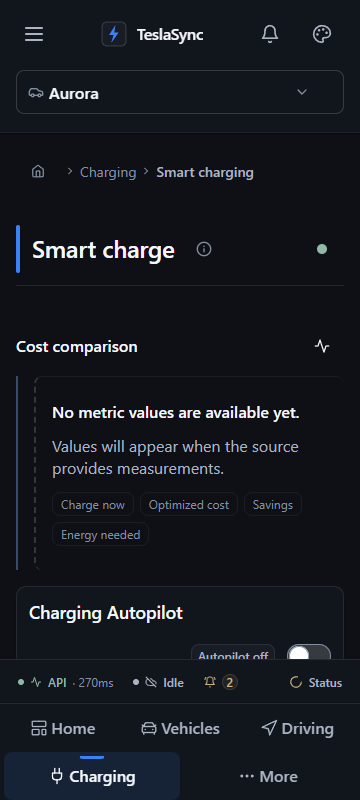 TeslaSync
Aurora
Charging
Smart charging
Smart charge
Cost comparison
No metric values are available yet.
Values will appear when the source
provides measurements.
Charge now
Optimized cost
Savings
Energy needed
Charging Autopilot
Autopilot off
API · 270ms
Idle
2
Status
Home
Vehicles
Driving
Charging
More